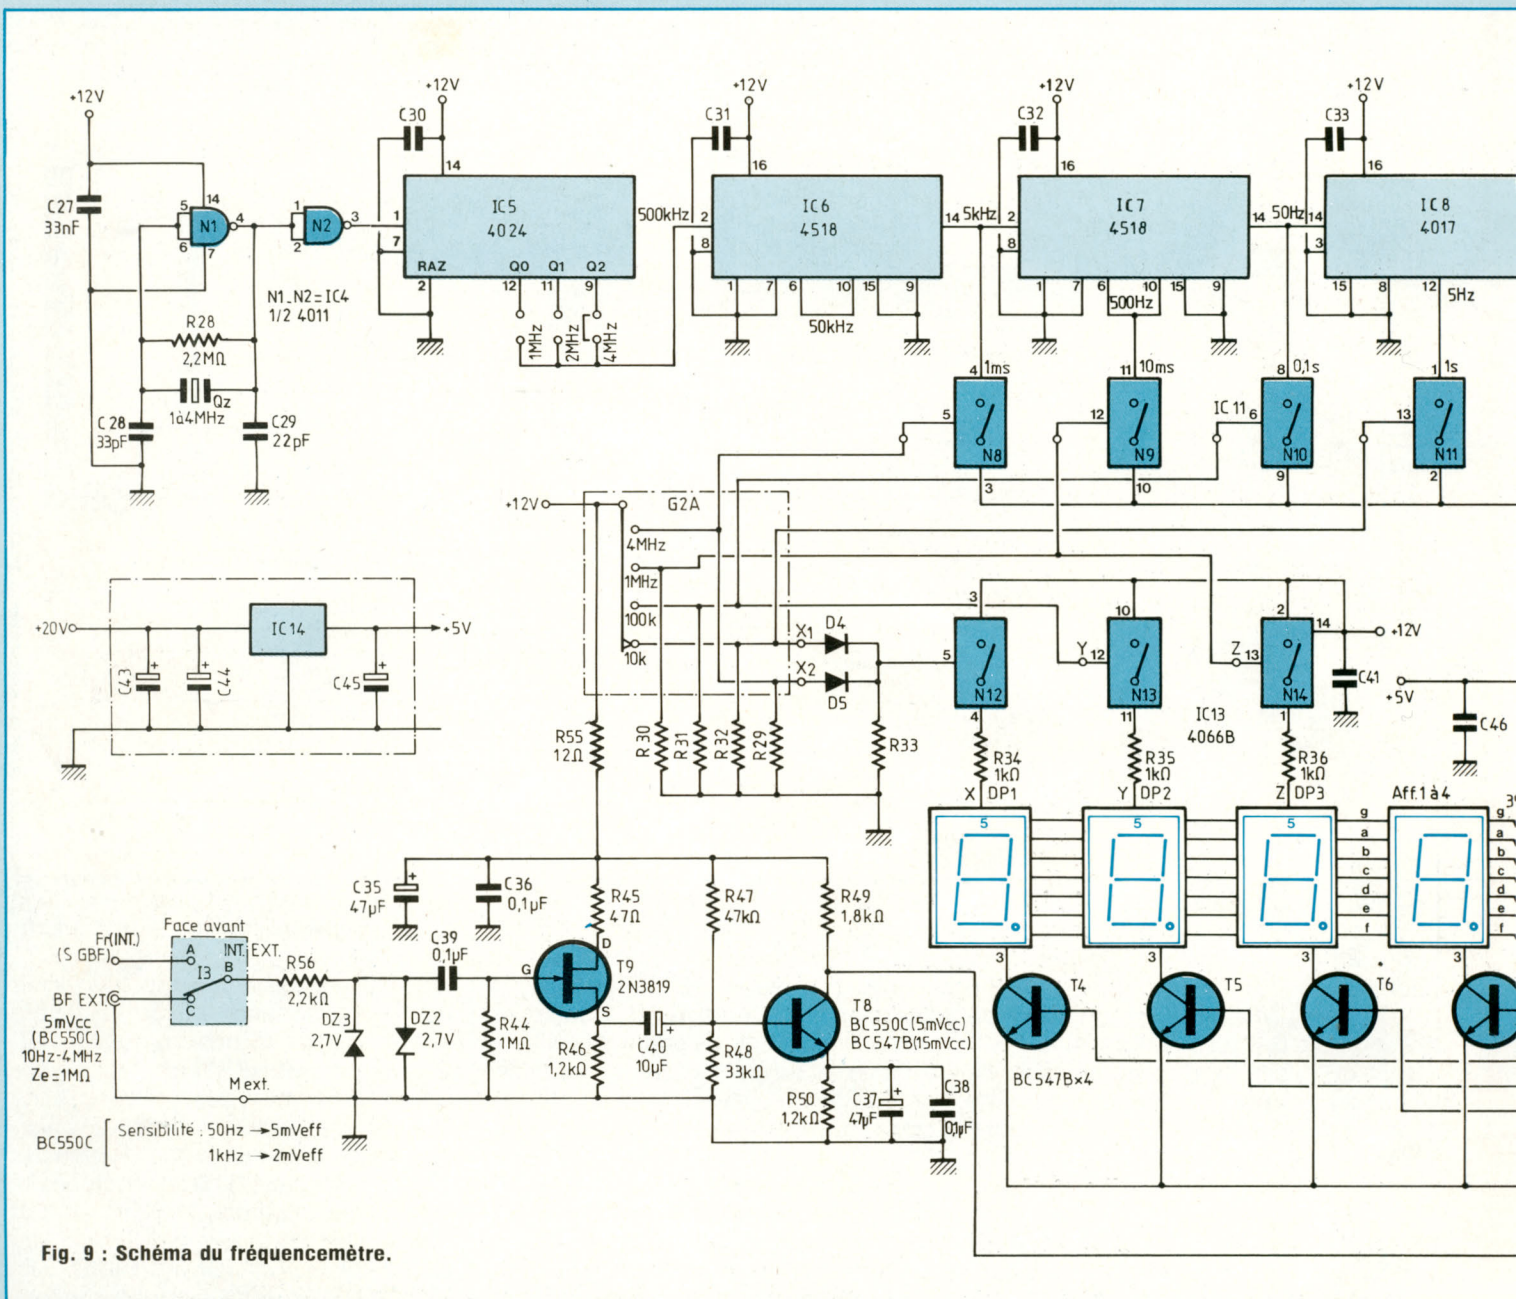 +12V
C27
33nF
5
6
14
7
4
N1
1
2
3
N2
N1_N2=IC4
1/2 4011
R28
2,2MΩ
Qz
1à4MHz
C28
33pF
C29
22pF
+12V
C30
14
1
7
IC5
4024
RAZ
2
Q0
12
Q1
11
Q2
9
1MHz
2MHz
4MHz
500kHz
+12V
C31
16
2
8
IC6
4518
14
1
7
6
10
15
9
50kHz
5kHz
+12V
C32
16
2
8
IC7
4518
14
1
7
6
10
15
9
500Hz
50Hz
+12V
C33
16
14
3
IC8
4017
15
8
12
5Hz
4
1ms
5
N8
3
11
10ms
12
N9
10
8
0,1s
IC11
6
N10
9
1
1s
13
N11
2
+12V
G2A
4MHz
1MHz
100k
10k
X1
D4
X2
D5
R55
12Ω
R30
R31
R32
R29
R33
3
5
N12
4
10
Y
12
N13
11
2
14
Z
13
N14
1
+12V
C41
IC13
4066B
+5V
C46
R34
1kΩ
R35
1kΩ
R36
1kΩ
X
DP1
Y
DP2
Z
DP3
Aff.1à4
5
5
5
g
a
b
c
d
e
f
g
a
b
c
d
e
f
3
3
3
3
T4
T5
T6
BC547B×4
+20V
IC14
+5V
C43
+
C44
+
C45
+
C35
47µF
+
C36
0,1µF
R45
47Ω
R47
47kΩ
R49
1,8kΩ
Face avant
Fr(INT.)
(S GBF)
A
INT.
EXT.
I3
B
C
BF EXT.
5mVcc
(BC550C)
10Hz-4MHz
Ze=1MΩ
R56
2,2kΩ
DZ3
2,7V
DZ2
2,7V
C39
0,1µF
R44
1MΩ
G
D
S
T9
2N3819
R46
1,2kΩ
C40
10µF
+
R48
33kΩ
T8
BC550C(5mVcc)
BC547B(15mVcc)
R50
1,2kΩ
C37
47µF
+
C38
0,1µF
M ext.
BC550C
Sensibilité : 50Hz → 5mVeff
1kHz → 2mVeff
Fig. 9 : Schéma du fréquencemètre.